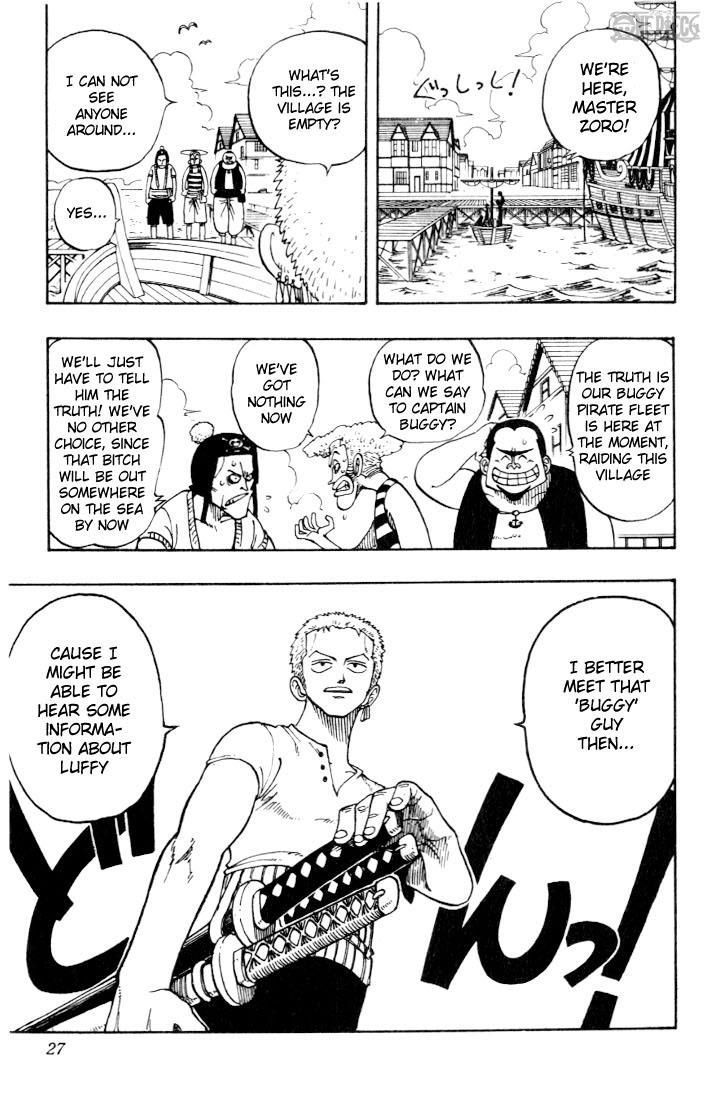 ONE PIECE
WE'RE
HERE,
MASTER
ZORO!
ぐっしっと!
WHAT'S
THIS...? THE
VILLAGE IS
EMPTY?
I CAN NOT
SEE
ANYONE
AROUND...
YES...
THE TRUTH IS
OUR BUGGY
PIRATE FLEET
IS HERE AT
THE MOMENT,
RAIDING THIS
VILLAGE
WHAT DO WE
DO? WHAT
CAN WE SAY
TO CAPTAIN
BUGGY?
WE'VE
GOT
NOTHING
NOW
WE'LL JUST
HAVE TO TELL
HIM THE
TRUTH! WE'VE
NO OTHER
CHOICE, SINCE
THAT BITCH
WILL BE OUT
SOMEWHERE
ON THE SEA
BY NOW
I BETTER
MEET THAT
'BUGGY'
GUY
THEN...
CAUSE I
MIGHT BE
ABLE TO
HEAR SOME
INFORMA-
TION ABOUT
LUFFY
どんっ!
27